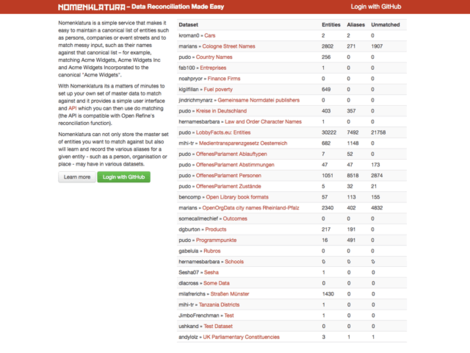 NOMENKLATURA – Data Reconciliation Made Easy
Login with GitHub
Nomenklatura is a simple service that makes it
easy to maintain a canonical list of entities such
as persons, companies or event streets and to
match messy input, such as their names
against that canonical list – for example,
matching Acme Widgets, Acme Widgets Inc
and Acme Widgets Incorporated to the
canonical "Acme Widgets".
With Nomenklatura its a matters of minutes to
set up your own set of master data to match
against and it provides a simple user interface
and API which you can then use do matching
(the API is compatible with Open Refine's
reconciliation function).
Nomenklatura can not only store the master set
of entities you want to match against but also
will learn and record the various aliases for a
given entity - such as a person, organisation or
place - may have in various datasets.
Learn more
Login with GitHub
Dataset Entities Aliases Unmatched
kroman0 » Cars 2 2 0
marians » Cologne Street Names 2802 271 1907
pudo » Country Names 256 0 0
fab100 » Entreprises 1 0 0
noahpryor » Finance Firms 0 0 0
klgififian » Fuel poverty 649 0 0
jindrichmynarz » Gemeinsame Normdatei publishers 0 0 0
pudo » Kreise in Deutschland 403 357 0
hernamesbarbara » Law and Order Character Names 1 0 0
pudo » LobbyFacts.eu: Entities 30222 7492 21758
mihi-tr » Medientransparenzgesetz Oesterreich 682 1148 0
pudo » OffenesParlament Ablauftypen 7 52 0
pudo » OffenesParlament Abstimmungen 47 47 173
pudo » OffenesParlament Personen 1051 8518 2874
pudo » OffenesParlament Zustände 5 32 21
bencomp » Open Library book formats 57 113 155
marians » OpenOrgData city names Rheinland-Pfalz 2340 402 4832
somecallmechief » Outcomes 0 0 0
dgburton » Products 217 191 0
pudo » Programmpunkte 16 491 0
gabelula » Rubros 0 0 0
hernamesbarbara » Schools
Sesha07 » Sesha 1 0 0
diacrose » Some Data 0 0 0
milafrerichs » Straßen Münster 1430 0 0
mihi-tr » Tanzania Districts 1 0 0
JimboFrenchman » Test 1 0 0
ushkand » Test Dataset 0 0 0
andylolz » UK Parliamentary Constituencies 3 1 1